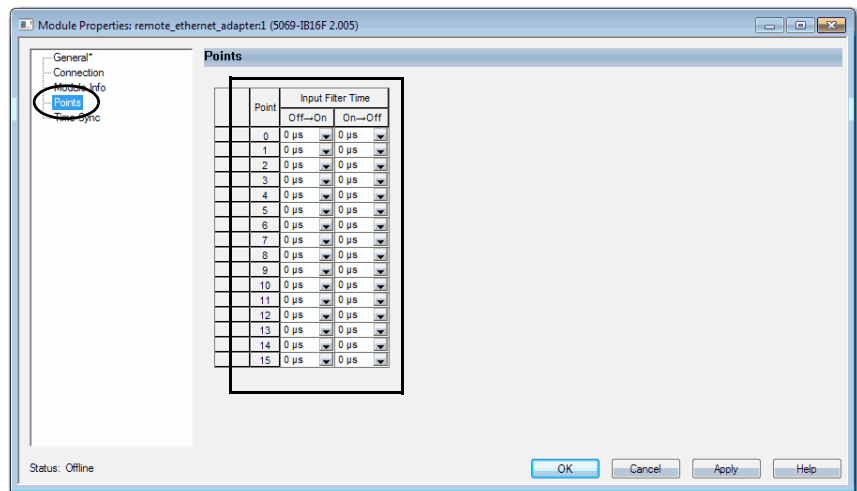 Module Properties: remote_ethernet_adapter:1 (5069-IB16F 2.005)
General*
Connection
Module Info
Points
Time Sync
Points
Point
Input Filter Time
Off→On On→Off
0 0 µs 0 µs
1 0 µs 0 µs
2 0 µs 0 µs
3 0 µs 0 µs
4 0 µs 0 µs
5 0 µs 0 µs
6 0 µs 0 µs
7 0 µs 0 µs
8 0 µs 0 µs
9 0 µs 0 µs
10 0 µs 0 µs
11 0 µs 0 µs
12 0 µs 0 µs
13 0 µs 0 µs
14 0 µs 0 µs
15 0 µs 0 µs
Status: Offline
OK Cancel Apply Help